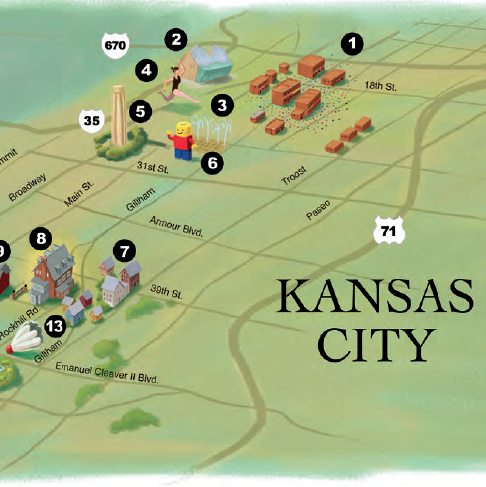 670
2
1
4
18th St.
3
5
35
6
31st St.
mmit
Broadway
Main St.
Gillham
Troost
Paseo
Armour Blvd.
71
9
8
7
39th St.
KANSAS
CITY
Rockhill Rd.
13
Gillham
Emanuel Cleaver II Blvd.